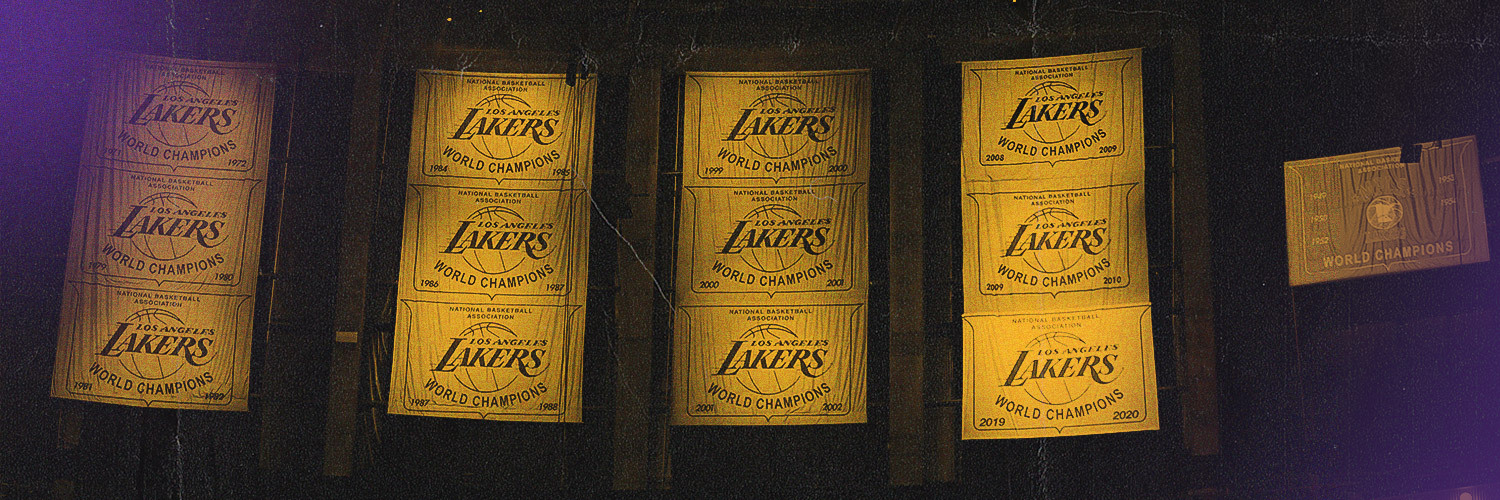 NATIONAL BASKETBALL
ASSOCIATION
LOS ANGELES
LAKERS
WORLD CHAMPIONS
1971 1972
NATIONAL BASKETBALL
ASSOCIATION
LOS ANGELES
LAKERS
WORLD CHAMPIONS
1979 1980
NATIONAL BASKETBALL
ASSOCIATION
LOS ANGELES
LAKERS
WORLD CHAMPIONS
1981 1982
NATIONAL BASKETBALL
ASSOCIATION
LOS ANGELES
LAKERS
WORLD CHAMPIONS
1984 1985
NATIONAL BASKETBALL
ASSOCIATION
LOS ANGELES
LAKERS
WORLD CHAMPIONS
1986 1987
NATIONAL BASKETBALL
ASSOCIATION
LOS ANGELES
LAKERS
WORLD CHAMPIONS
1987 1988
NATIONAL BASKETBALL
ASSOCIATION
LOS ANGELES
LAKERS
WORLD CHAMPIONS
1999 2000
NATIONAL BASKETBALL
ASSOCIATION
LOS ANGELES
LAKERS
WORLD CHAMPIONS
2000 2001
NATIONAL BASKETBALL
ASSOCIATION
LOS ANGELES
LAKERS
WORLD CHAMPIONS
2001 2002
NATIONAL BASKETBALL
ASSOCIATION
LOS ANGELES
LAKERS
WORLD CHAMPIONS
2008 2009
NATIONAL BASKETBALL
ASSOCIATION
LOS ANGELES
LAKERS
WORLD CHAMPIONS
2009 2010
NATIONAL BASKETBALL
ASSOCIATION
LOS ANGELES
LAKERS
WORLD CHAMPIONS
2019 2020
NATIONAL
1949 1953
1950
1952
WORLD CHAMPIONS